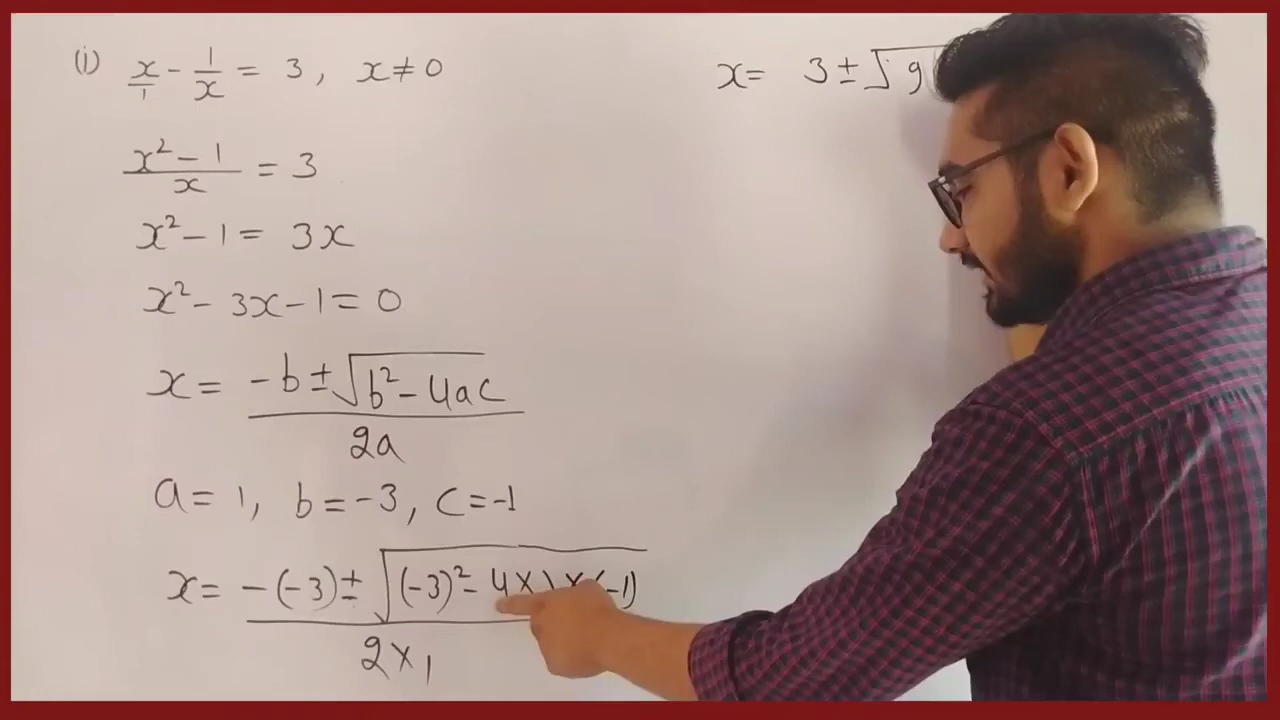 (i) x/1 - 1/x = 3, x ≠ 0
(x² - 1)/x = 3
x² - 1 = 3x
x² - 3x - 1 = 0
x = (-b ± √(b² - 4ac))/2a
a = 1, b = -3, c = -1
x = (-(-3) ± √((-3)² - 4 × 1 × (-1)))/(2 × 1)
x = 3 ± √9